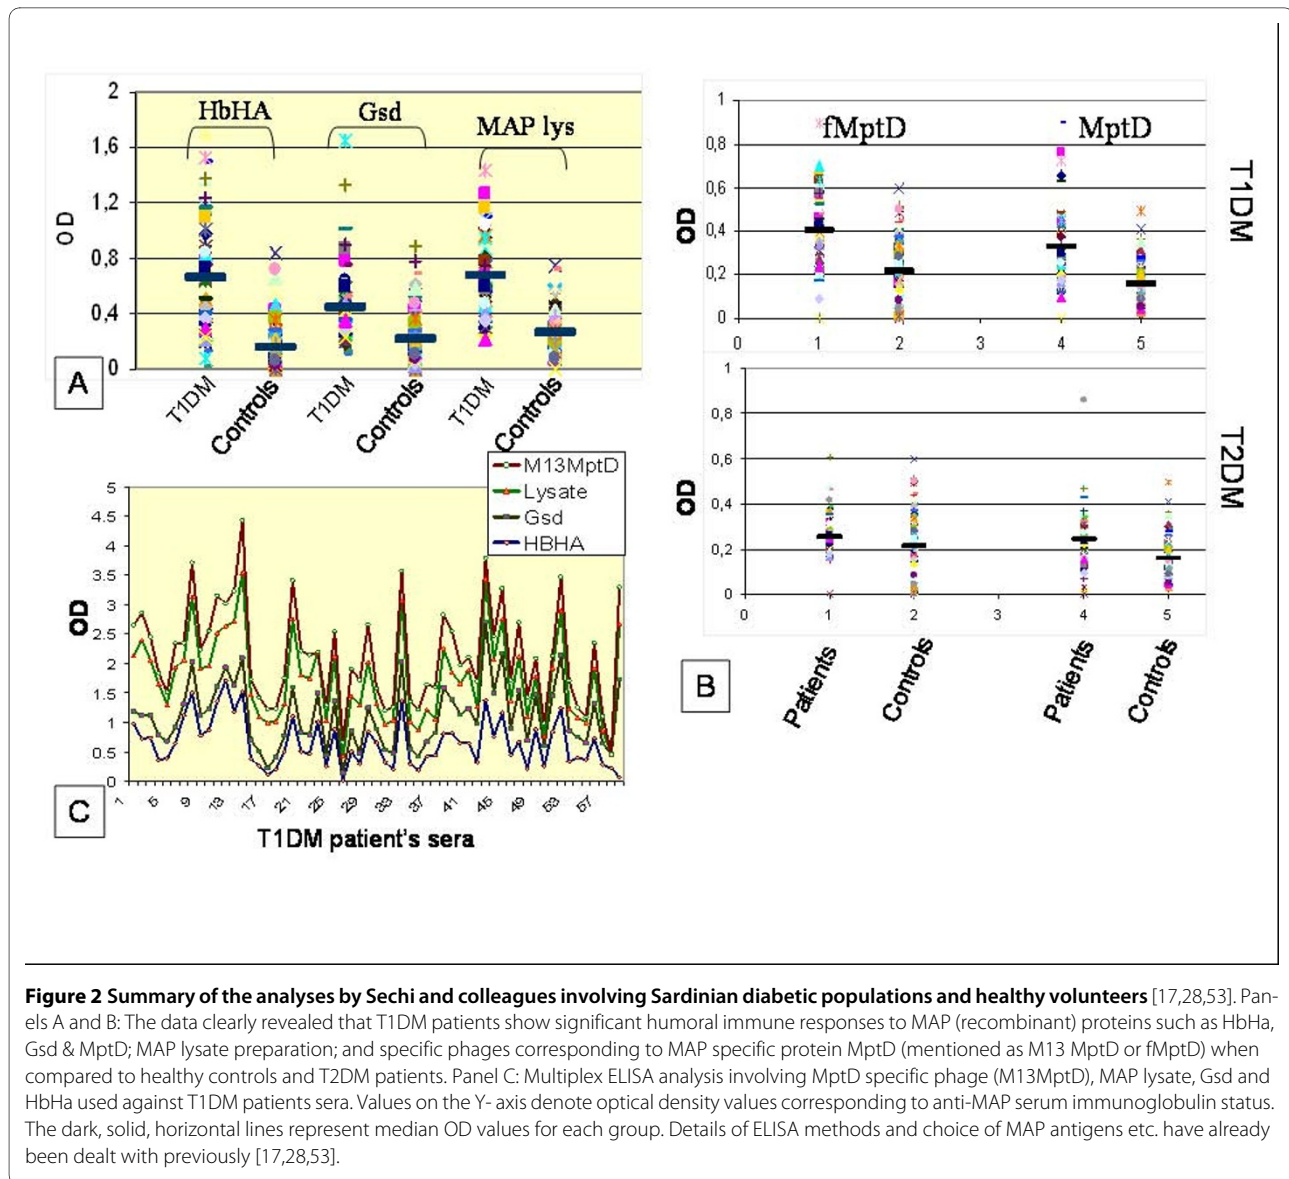 2
1,6
1,2
0,8
0,4
0
OD
HbHA
Gsd
MAP lys
T1DM
Controls
T1DM
Controls
T1DM
Controls
A
1
0,8
0,6
0,4
0,2
0
OD
fMptD
MptD
0 1 2 3 4 5
T1DM
1
0,8
0,6
0,4
0,2
0
OD
0 1 2 3 4 5
T2DM
Patients
Controls
Patients
Controls
B
M13MptD
Lysate
Gsd
HBHA
5
4.5
4
3.5
3
2.5
2
1.5
1
0.5
0
OD
1 5 9 13 17 21 25 29 33 37 41 45 49 53 57
T1DM patient's sera
C
Figure 2 Summary of the analyses by Sechi and colleagues involving Sardinian diabetic populations and healthy volunteers [17,28,53]. Pan-
els A and B: The data clearly revealed that T1DM patients show significant humoral immune responses to MAP (recombinant) proteins such as HbHa,
Gsd & MptD; MAP lysate preparation; and specific phages corresponding to MAP specific protein MptD (mentioned as M13 MptD or fMptD) when
compared to healthy controls and T2DM patients. Panel C: Multiplex ELISA analysis involving MptD specific phage (M13MptD), MAP lysate, Gsd and
HbHa used against T1DM patients sera. Values on the Y- axis denote optical density values corresponding to anti-MAP serum immunoglobulin status.
The dark, solid, horizontal lines represent median OD values for each group. Details of ELISA methods and choice of MAP antigens etc. have already
been dealt with previously [17,28,53].